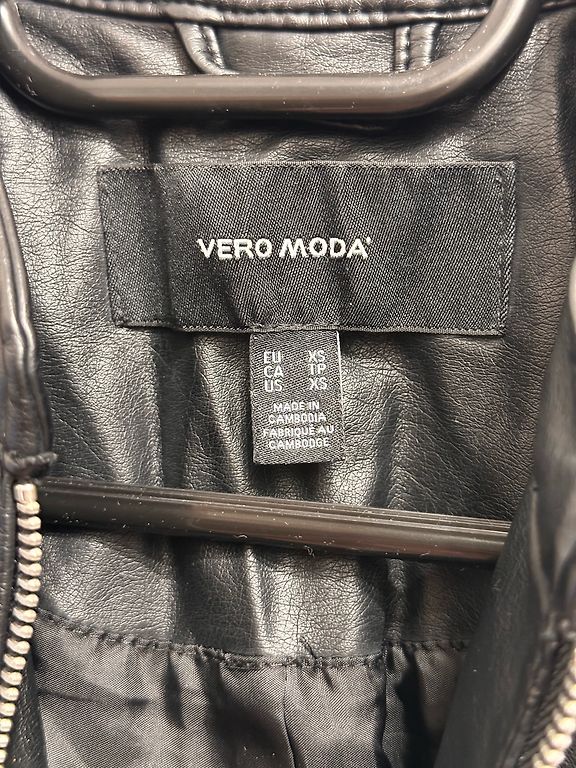 VERO MODA
EU XS
CA TP
US XS
MADE IN
CAMBODIA
FABRIQUE AU
CAMBODGE